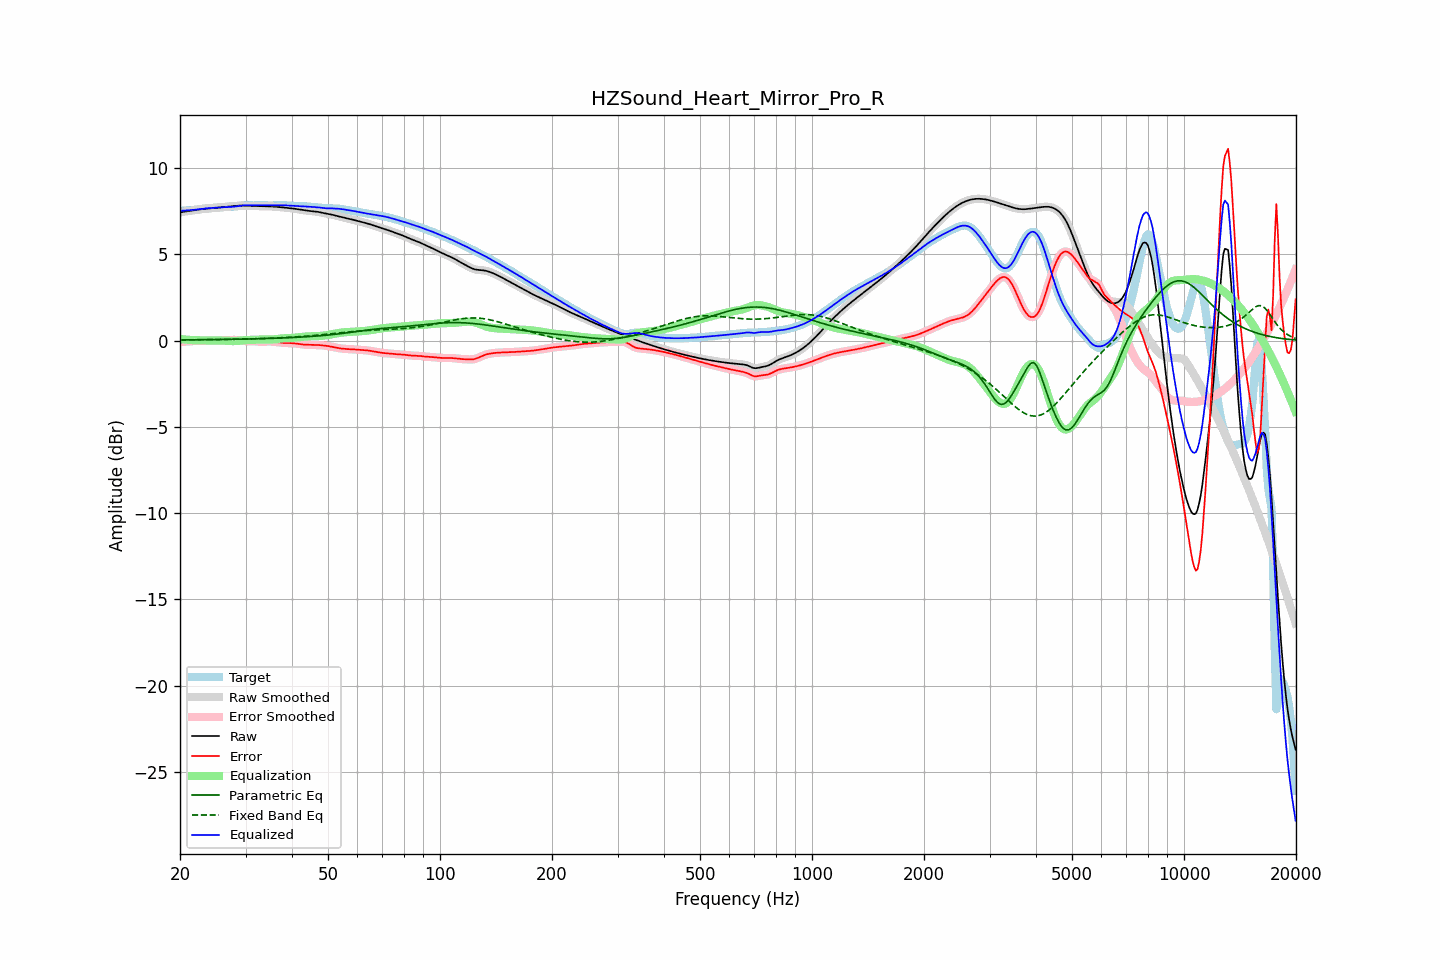 HZSound_Heart_Mirror_Pro_R
Amplitude (dBr)
10
5
0
−5
−10
−15
−20
−25
Target
Raw Smoothed
Error Smoothed
Raw
Error
Equalization
Parametric Eq
Fixed Band Eq
Equalized
20
50
100
200
500
1000
2000
5000
10000
20000
Frequency (Hz)